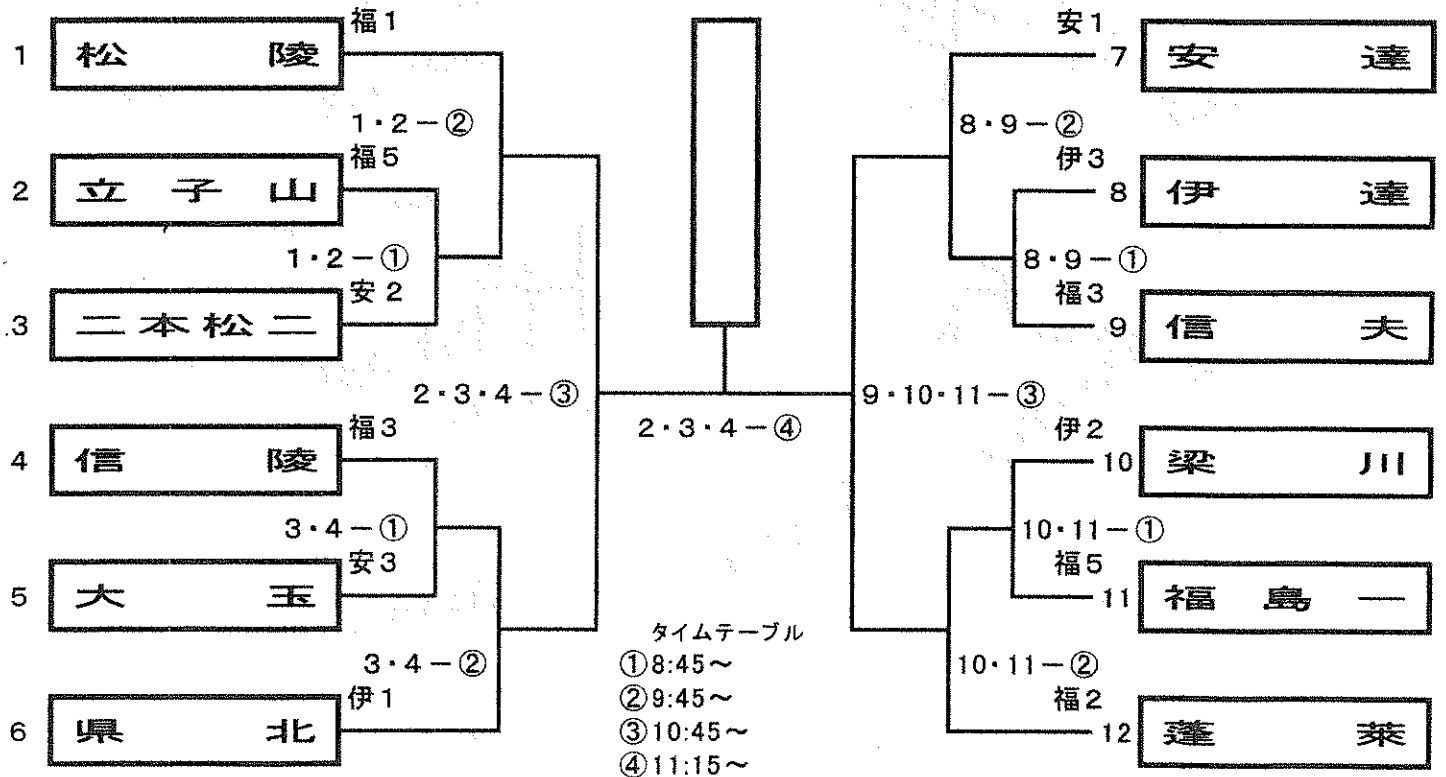 福1
1 松陵
1・2－②
福5
2 立子山
1・2－①
安2
3 二本松二
2・3・4－③
福3
4 信陵
3・4－①
安3
5 大玉
3・4－②
伊1
6 県北
2・3・4－④
タイムテーブル
①8:45～
②9:45～
③10:45～
④11:15～
安1
7 安達
8・9－②
伊3
8 伊達
8・9－①
福3
9 信夫
9・10・11－③
伊2
10 梁川
10・11－①
福5
11 福島一
10・11－②
福2
12 蓬莱